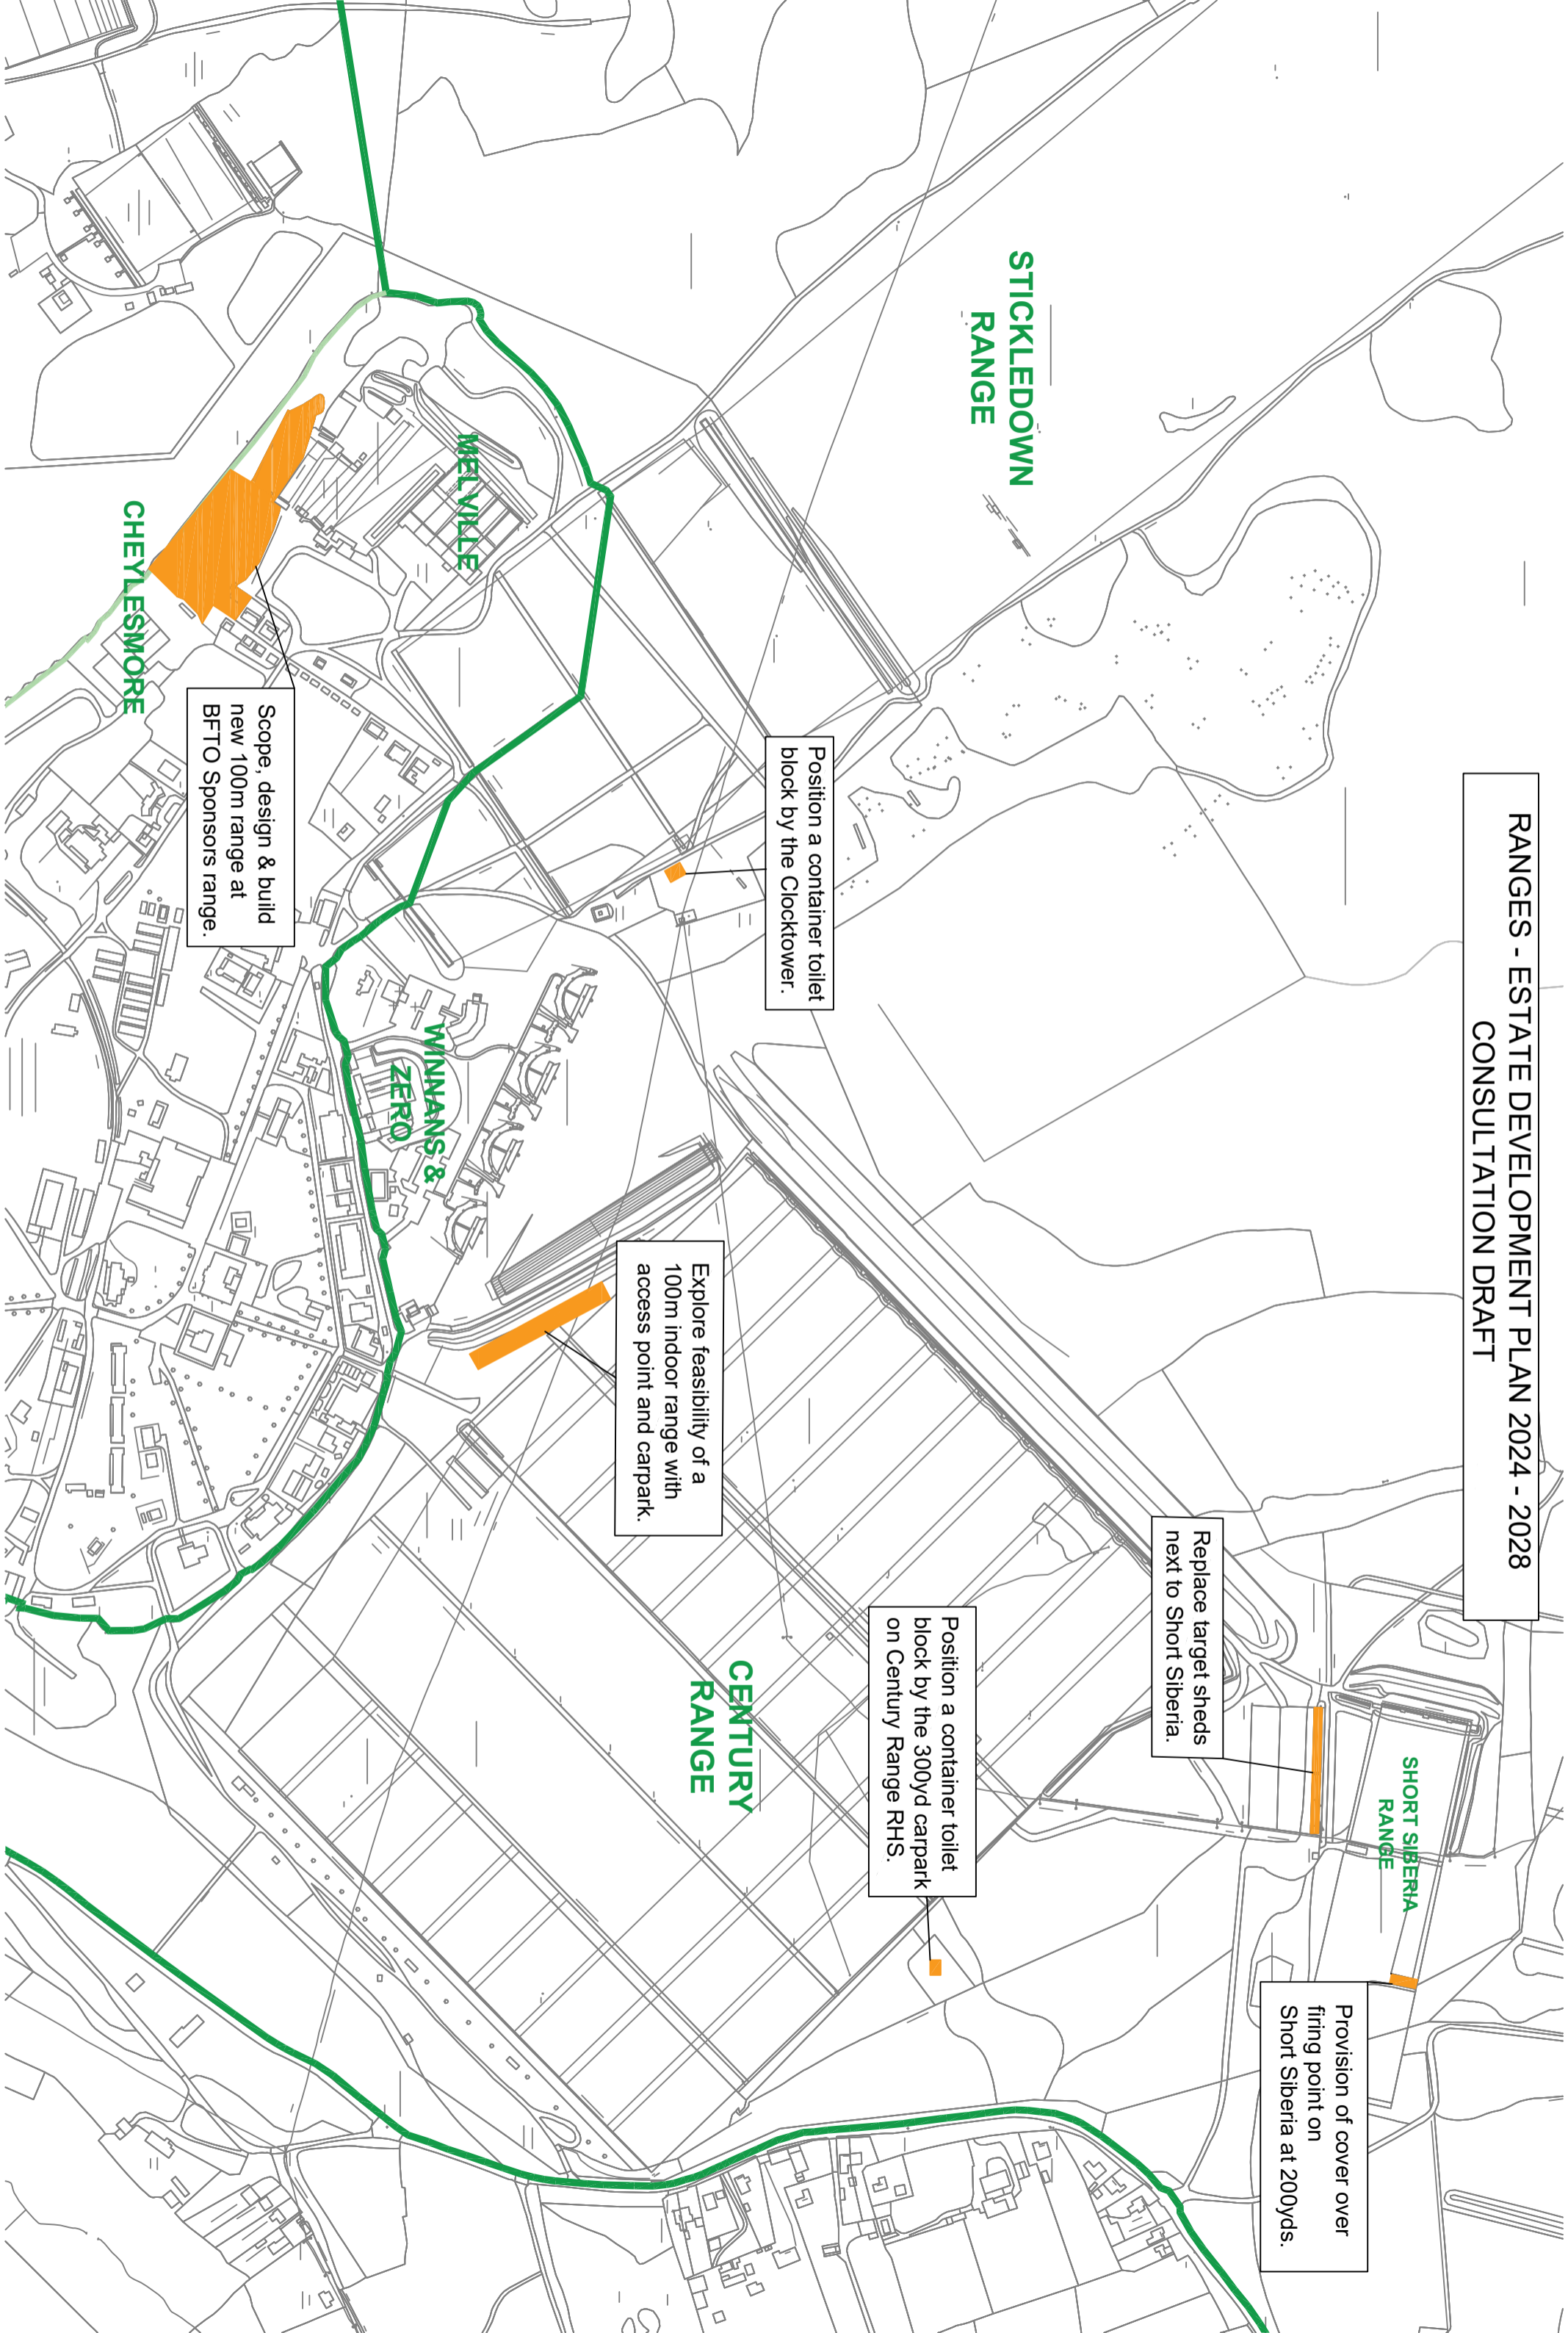 RANGES - ESTATE DEVELOPMENT PLAN 2024 - 2028
CONSULTATION DRAFT
STICKLEDOWN
RANGE
SHORT SIBERIA
RANGE
Provision of cover over
firing point on
Short Siberia at 200yds.
Replace target sheds
next to Short Siberia.
Position a container toilet
block by the 300yd carpark
on Century Range RHS.
Position a container toilet
block by the Clocktower.
CENTURY
RANGE
Explore feasibility of a
100m indoor range with
access point and carpark.
MELVILLE
WINNANS &
ZERO
Scope, design & build
new 100m range at
BFTO Sponsors range.
CHEYLESMORE